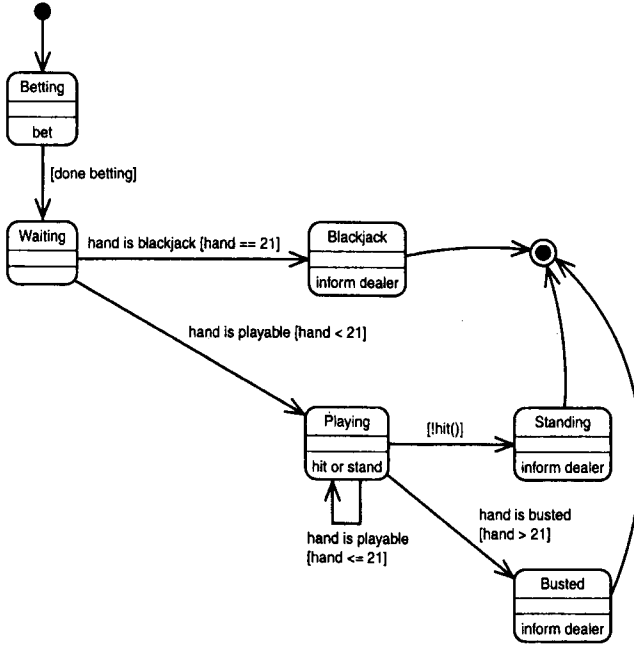 Betting
bet
[done betting]
Waiting
hand is blackjack [hand == 21]
Blackjack
inform dealer
hand is playable [hand < 21]
Playing
hit or stand
[!hit()]
Standing
inform dealer
hand is playable
[hand <= 21]
hand is busted
[hand > 21]
Busted
inform dealer